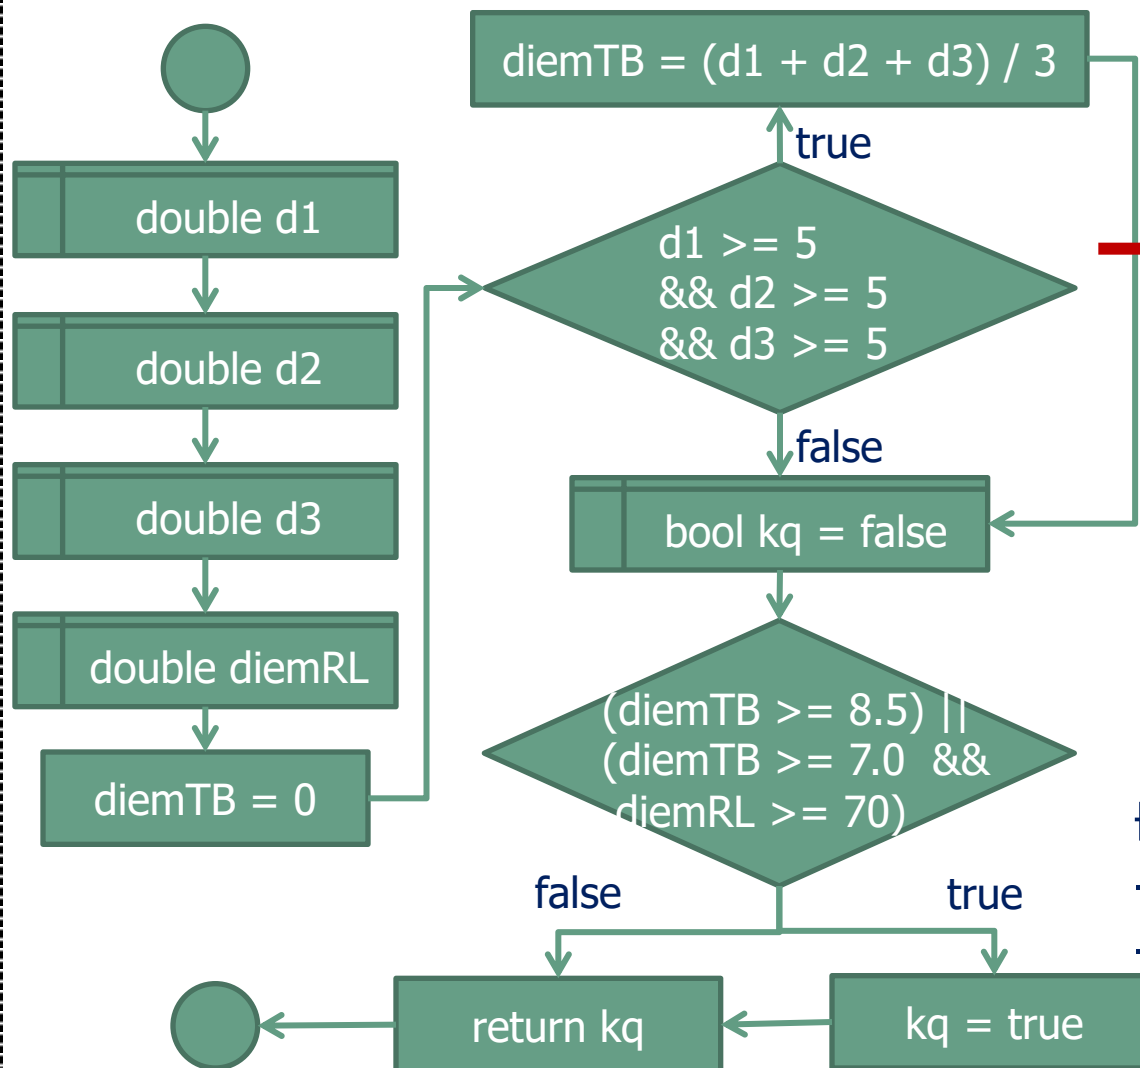 double d1
double d2
double d3
double diemRL
diemTB = 0
diemTB = (d1 + d2 + d3) / 3
true
d1 >= 5
&& d2 >= 5
&& d3 >= 5
false
bool kq = false
(diemTB >= 8.5) ||
(diemTB >= 7.0 &&
diemRL >= 70)
false
true
return kq
kq = true